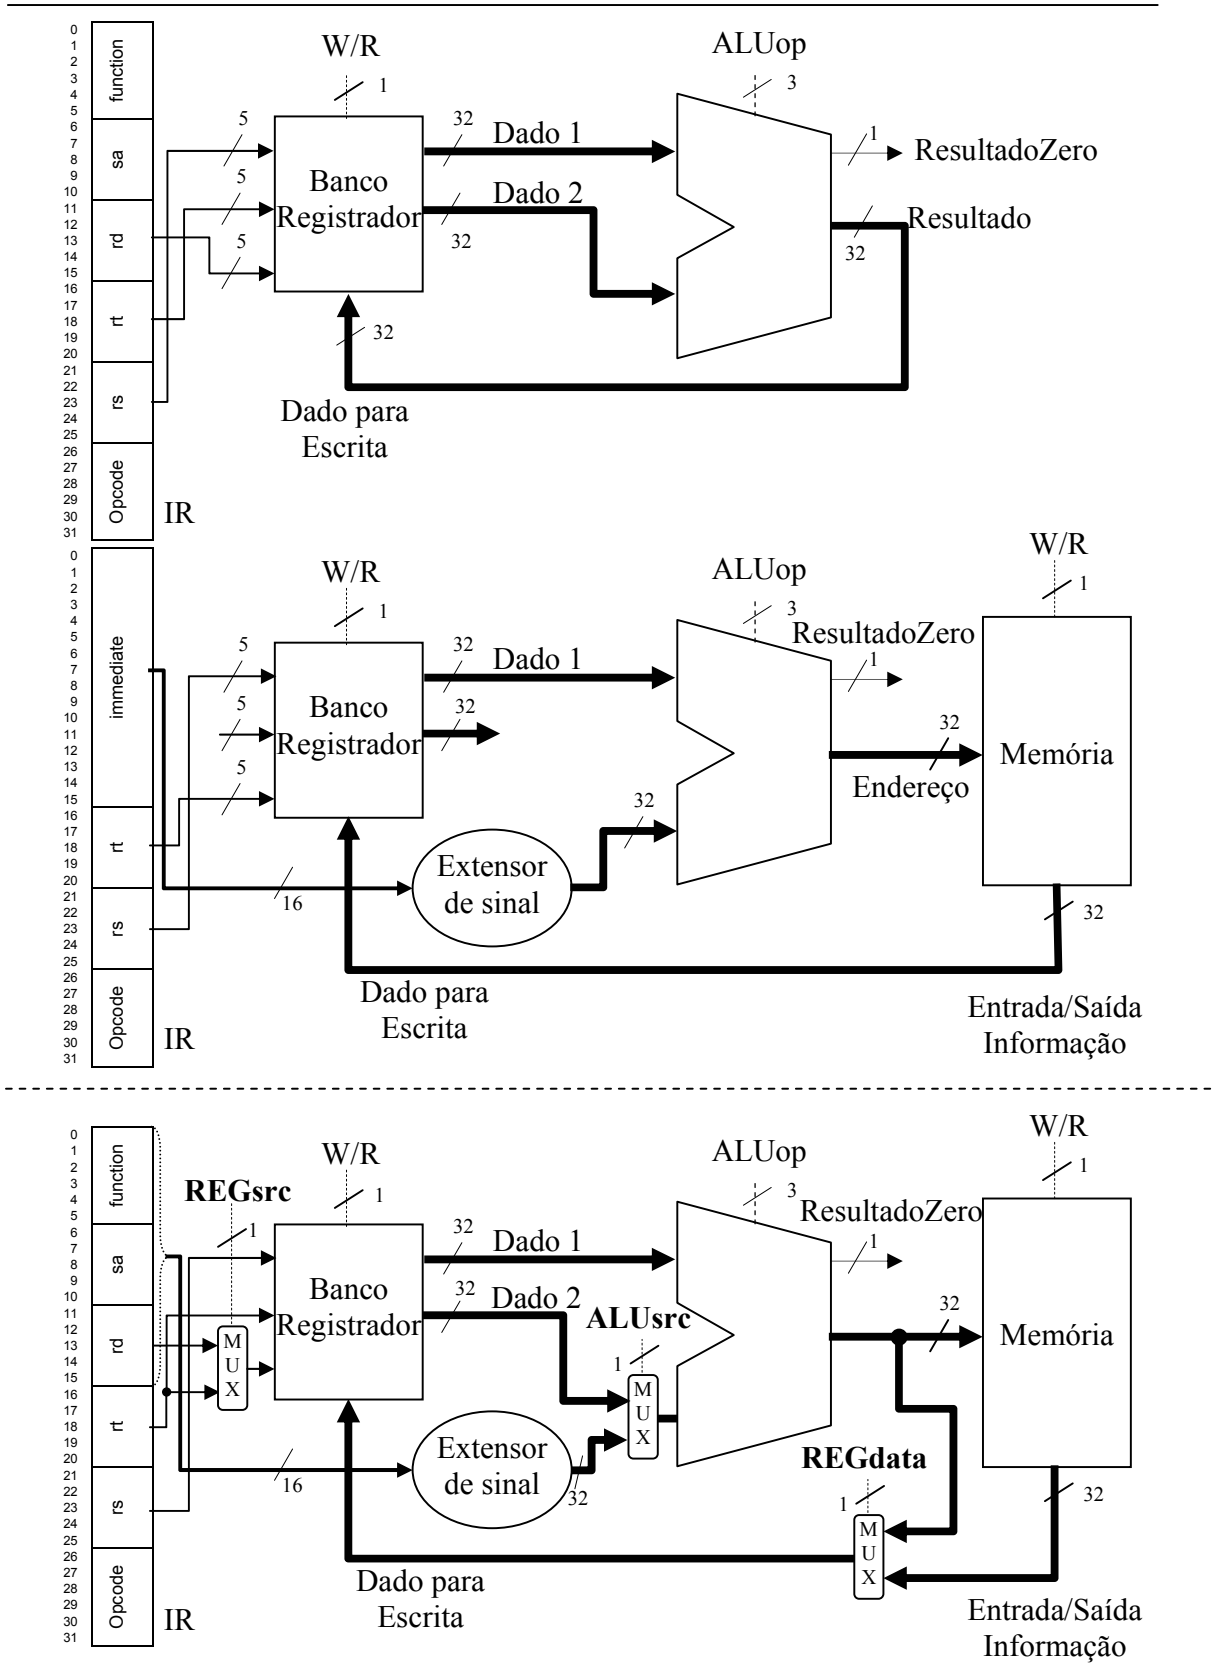 0
1
2
3
4
5
6
7
8
9
10
11
12
13
14
15
16
17
18
19
20
21
22
23
24
25
26
27
28
29
30
31
function
sa
rd
rt
rs
Opcode
IR
W/R
1
5
5
5
Banco
Registrador
32
Dado 1
Dado 2
32
ALUop
3
1
ResultadoZero
Resultado
32
32
Dado para
Escrita
0
1
2
3
4
5
6
7
8
9
10
11
12
13
14
15
16
17
18
19
20
21
22
23
24
25
26
27
28
29
30
31
immediate
rt
rs
Opcode
IR
W/R
1
5
5
5
Banco
Registrador
32
Dado 1
32
16
Extensor
de sinal
32
ALUop
3
ResultadoZero
1
32
Endereço
W/R
1
Memória
32
Dado para
Escrita
Entrada/Saída
Informação
0
1
2
3
4
5
6
7
8
9
10
11
12
13
14
15
16
17
18
19
20
21
22
23
24
25
26
27
28
29
30
31
function
sa
rd
rt
rs
Opcode
IR
REGsrc
1
MUX
W/R
1
Banco
Registrador
32
Dado 1
32
Dado 2
ALUsrc
1
MUX
16
Extensor
de sinal
32
ALUop
3
ResultadoZero
1
32
W/R
1
Memória
REGdata
1
MUX
32
Dado para
Escrita
Entrada/Saída
Informação